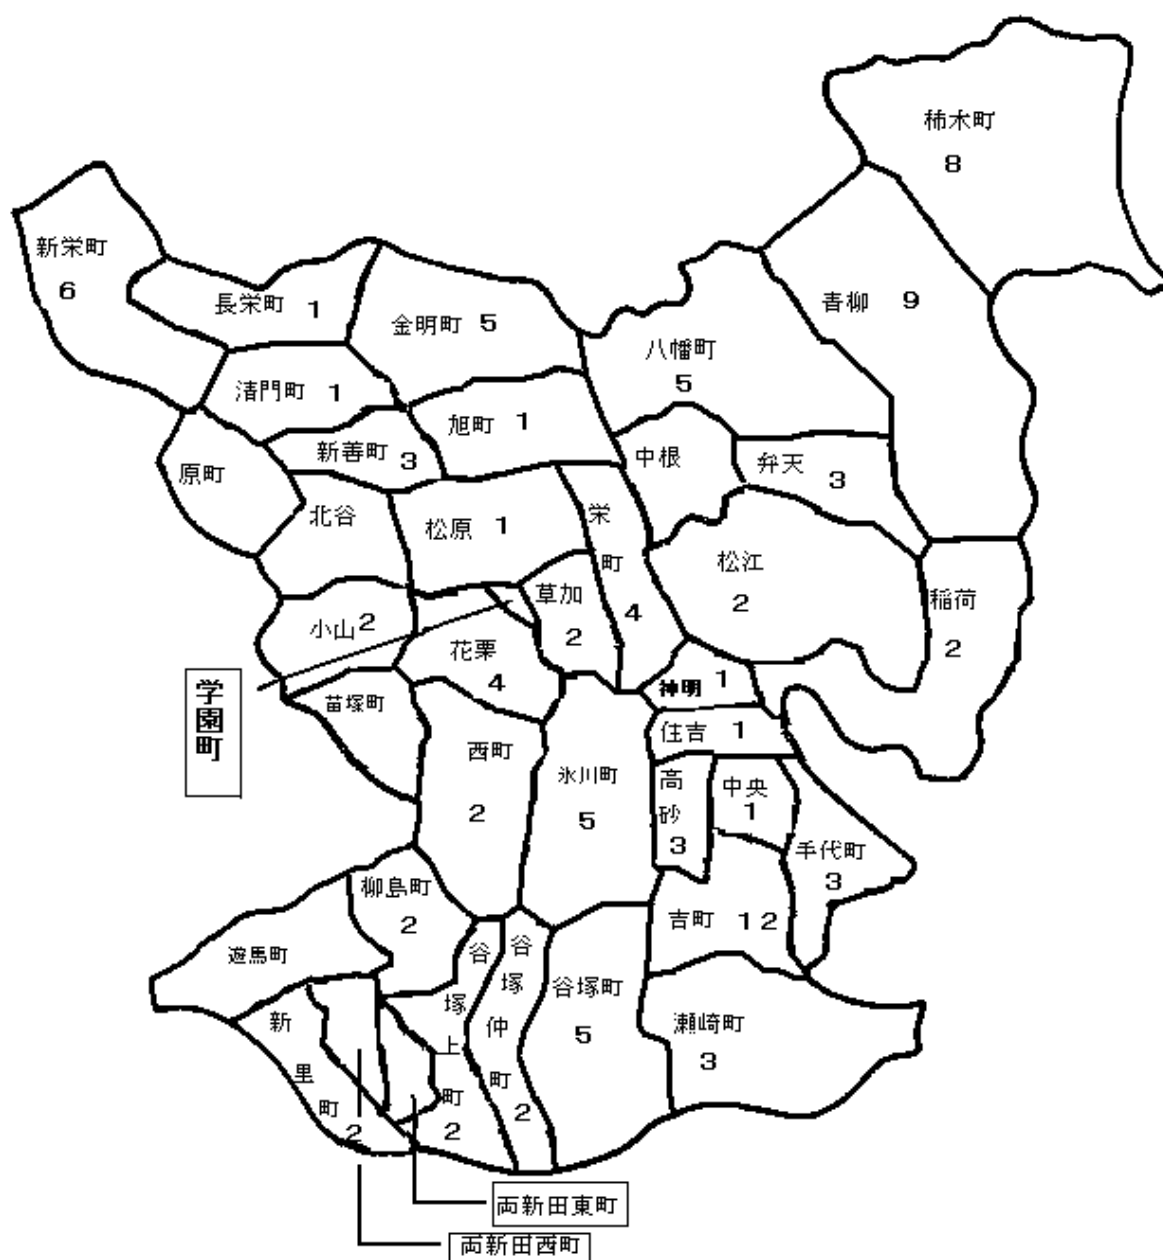 柿木町
8
新栄町
6
長栄町 1
金明町 5
青柳 9
八幡町
5
清門町 1
旭町 1
新善町 3
中根
弁天 3
原町
北谷
松原 1
栄町 4
松江
2
草加
2
稲荷
2
小山 2
花栗
4
学園町
苗塚町
神明 1
住吉 1
西町
2
氷川町
5
高砂
3
中央
1
手代町
3
柳島町
2
吉町 12
遊馬町
谷塚上町
2
谷塚仲町
2
谷塚町
5
瀬崎町
3
新里町
2
両新田東町
両新田西町